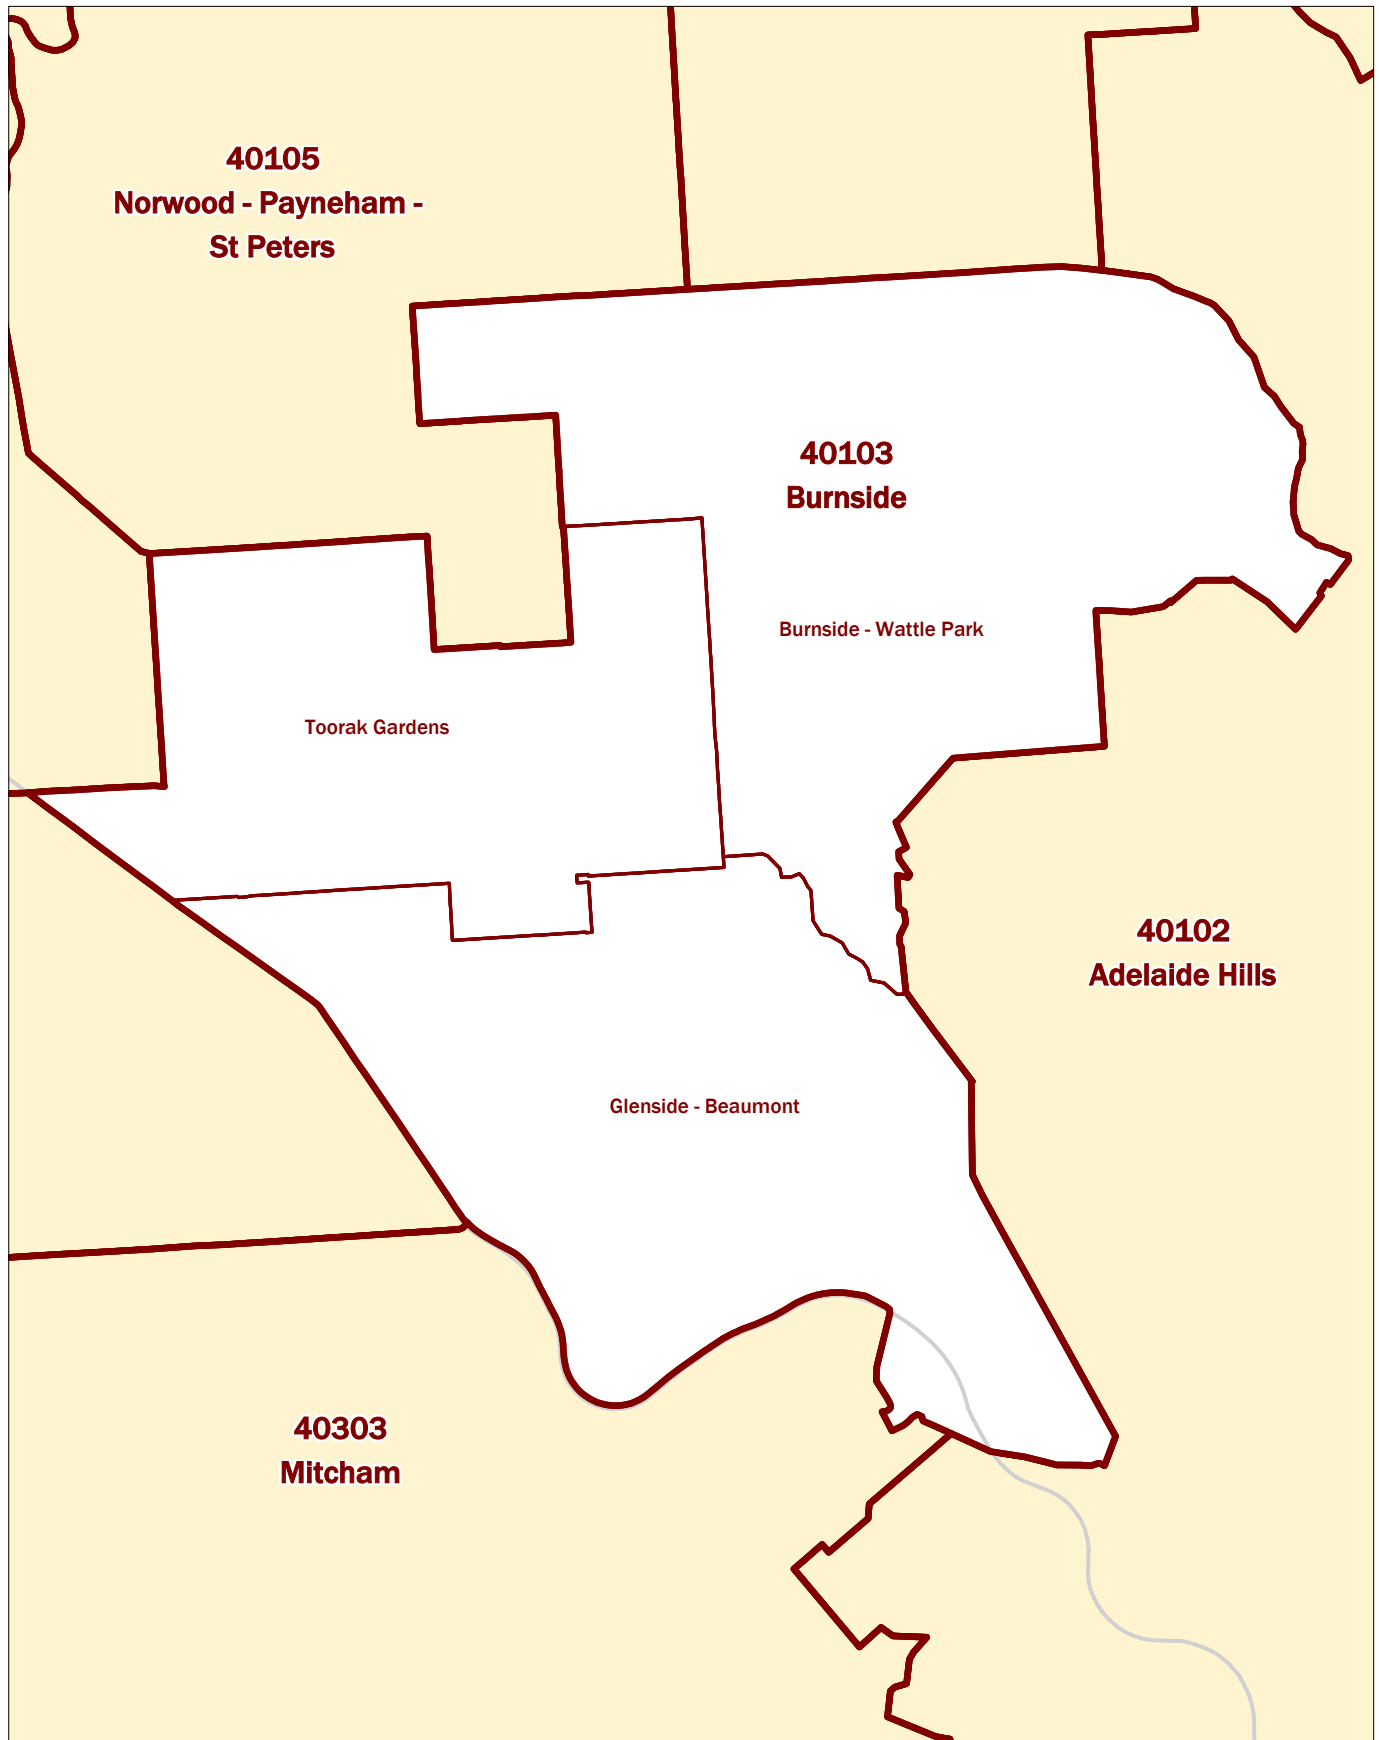 40105
Norwood - Payneham -
St Peters
40103
Burnside
Burnside - Wattle Park
Toorak Gardens
40102
Adelaide Hills
Glenside - Beaumont
40303
Mitcham